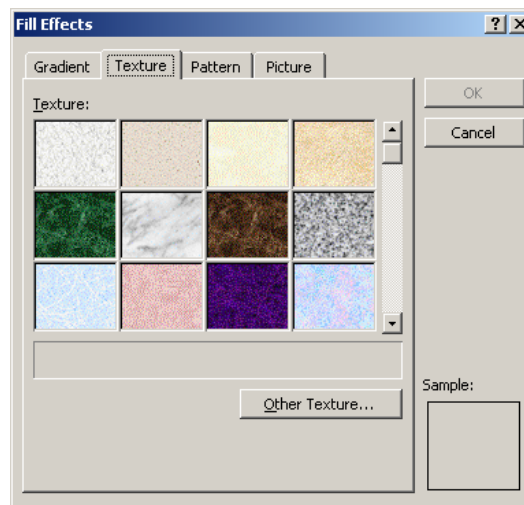 Fill Effects
Gradient Texture Pattern Picture
Texture:
OK
Cancel
Other Texture...
Sample: